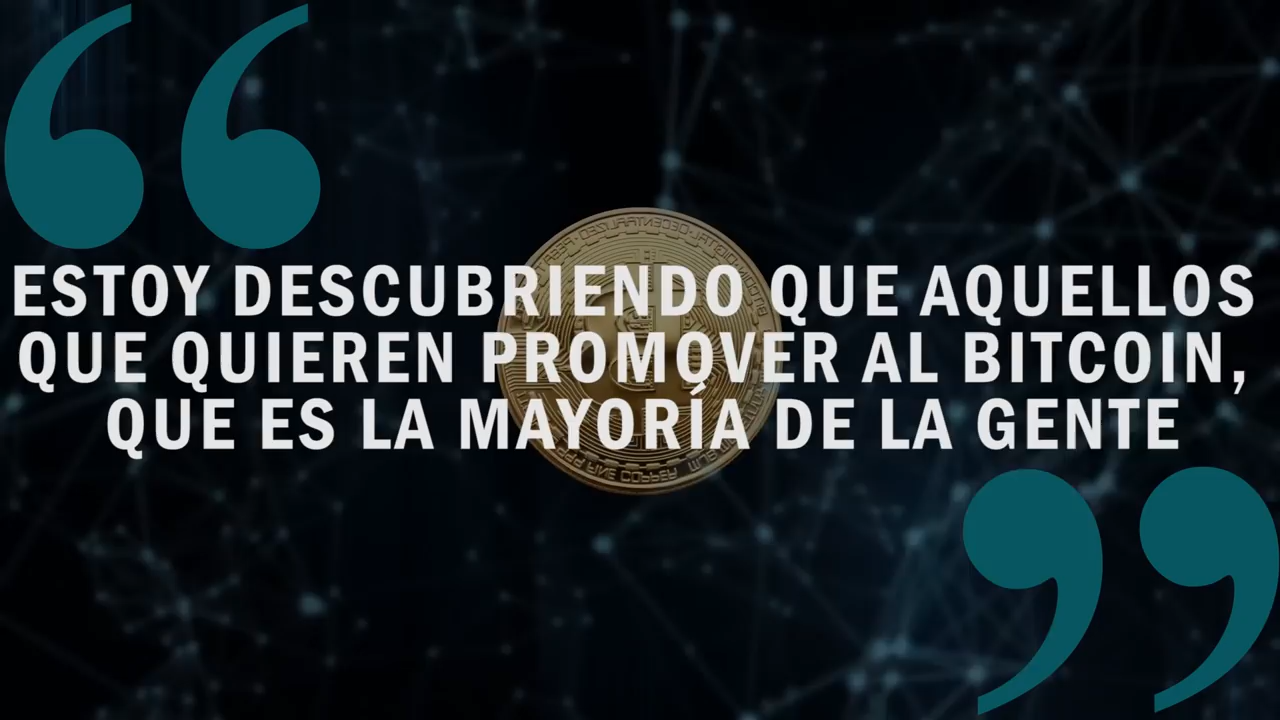 ESTOY DESCUBRIENDO QUE AQUELLOS
QUE QUIEREN PROMOVER AL BITCOIN,
QUE ES LA MAYORÍA DE LA GENTE